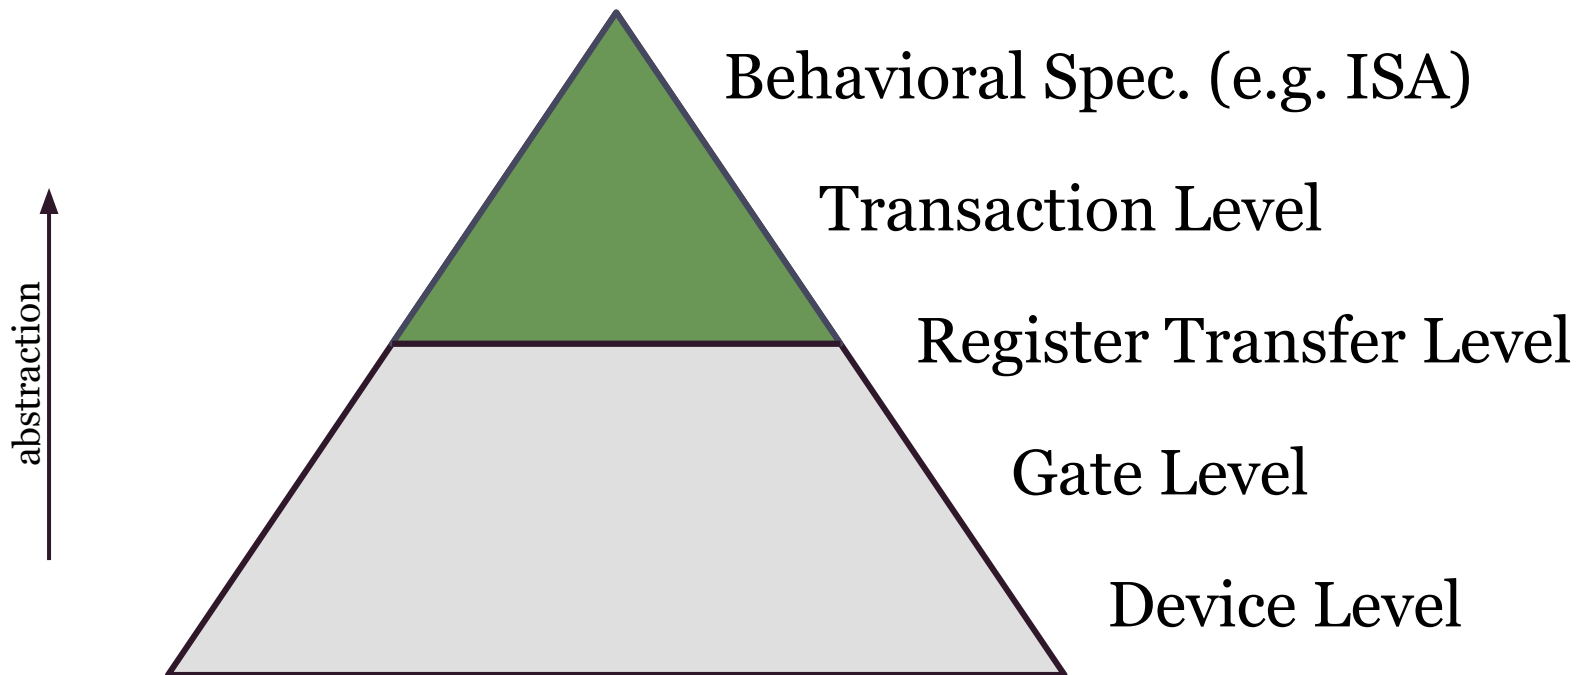 Behavioral Spec. (e.g. ISA)
Transaction Level
abstraction
Register Transfer Level
Gate Level
Device Level